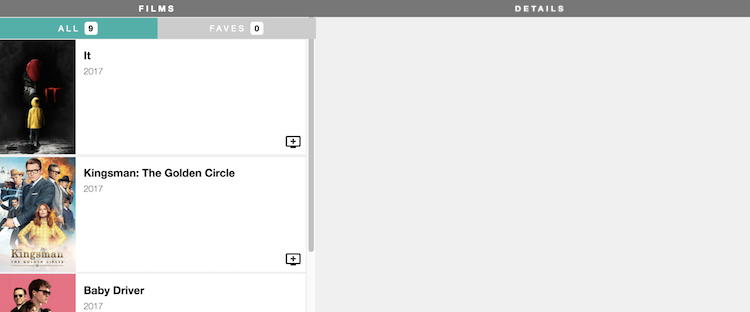 FILMS
DETAILS
ALL 9
FAVES 0
It
2017
Kingsman: The Golden Circle
2017
Kingsman
THE GOLDEN CIRCLE
Baby Driver
2017